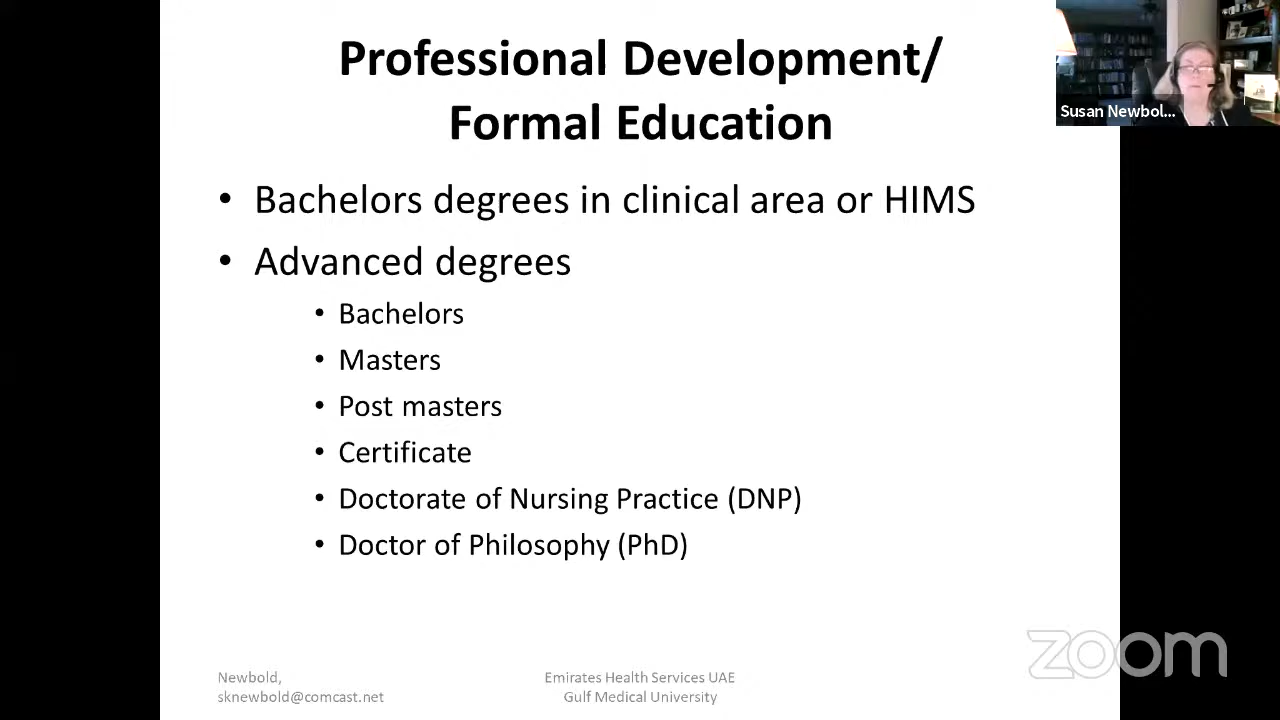 Professional Development/
Formal Education
Susan Newbol...
• Bachelors degrees in clinical area or HIMS
• Advanced degrees
• Bachelors
• Masters
• Post masters
• Certificate
• Doctorate of Nursing Practice (DNP)
• Doctor of Philosophy (PhD)
Newbold,
sknewbold@comcast.net
Emirates Health Services UAE
Gulf Medical University
zoom